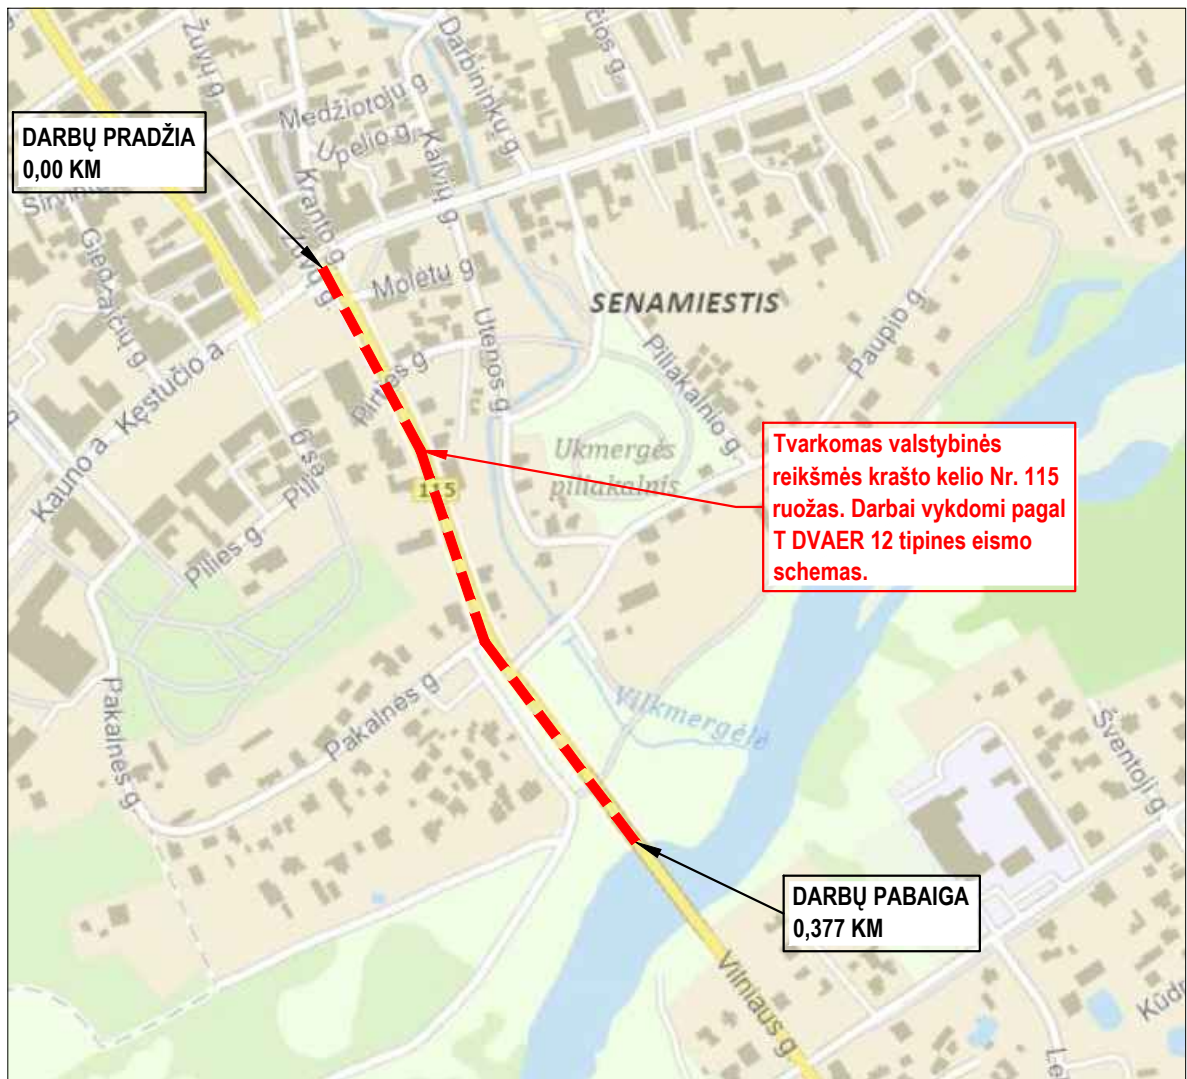 Žuvų g.
Darbininkų g.
Medžiotojų g.
Upelio g.
Kalvių g.
DARBŲ PRADŽIA
0,00 KM
Kranto g.
Giedraičių g.
Molėtų g.
SENAMIESTIS
Utenos g.
Piliakalnio g.
Paupio g.
Kęstučio a.
Kauno a.
Pirties g.
Ukmergės
piliakalnis
115
Pilies g.
Pilies g.
Tvarkomas valstybinės
reikšmės krašto kelio Nr. 115
ruožas. Darbai vykdomi pagal
T DVAER 12 tipines eismo
schemas.
Pakalnės g.
Pakalnės g.
Vilkmergėlė
Šventoji g.
DARBŲ PABAIGA
0,377 KM
Vilniaus g.